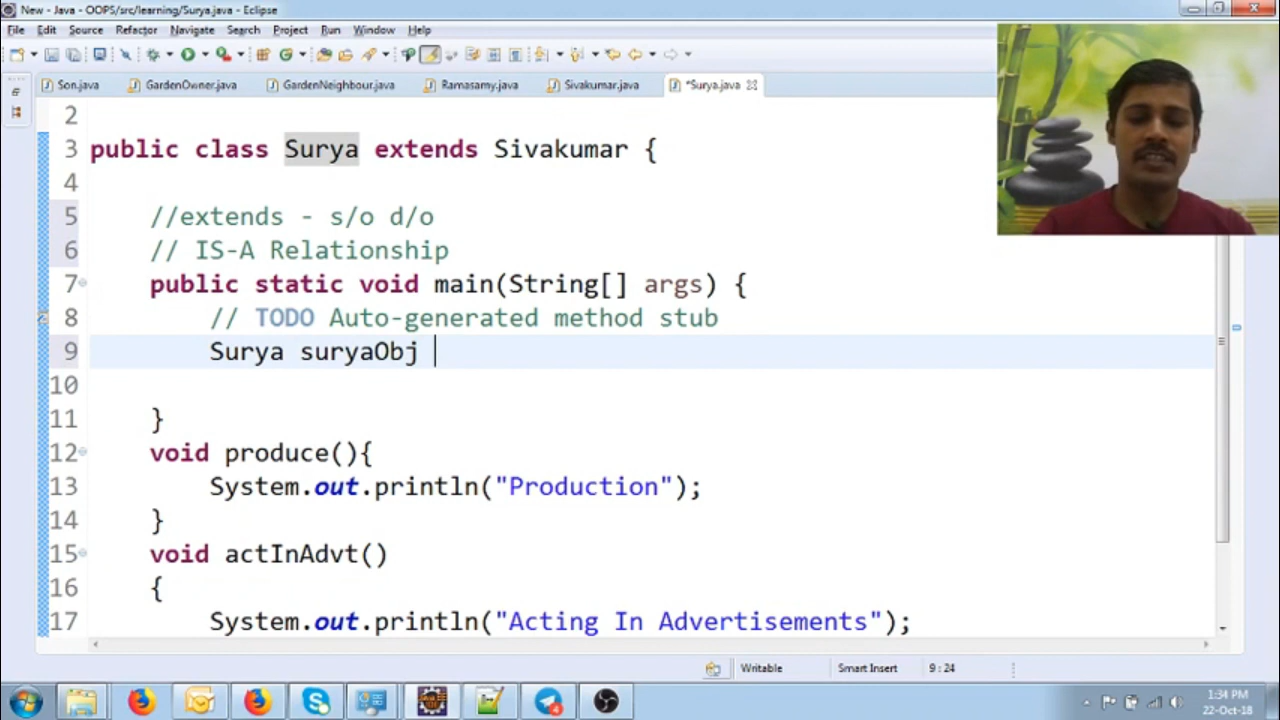 New - Java - OOPS/src/learning/Surya.java - Eclipse
File Edit Source Refactor Navigate Search Project Run Window Help
Son.java GardenOwner.java GardenNeighbour.java Ramasamy.java Sivakumar.java *Surya.java
2
3 public class Surya extends Sivakumar {
4
5 //extends - s/o d/o
6 // IS-A Relationship
7 public static void main(String[] args) {
8 // TODO Auto-generated method stub
9 Surya suryaObj
10
11 }
12 void produce(){
13 System.out.println("Production");
14 }
15 void actInAdvt()
16 {
17 System.out.println("Acting In Advertisements");
Writable Smart Insert 9 : 24
1:34 PM
22-Oct-18